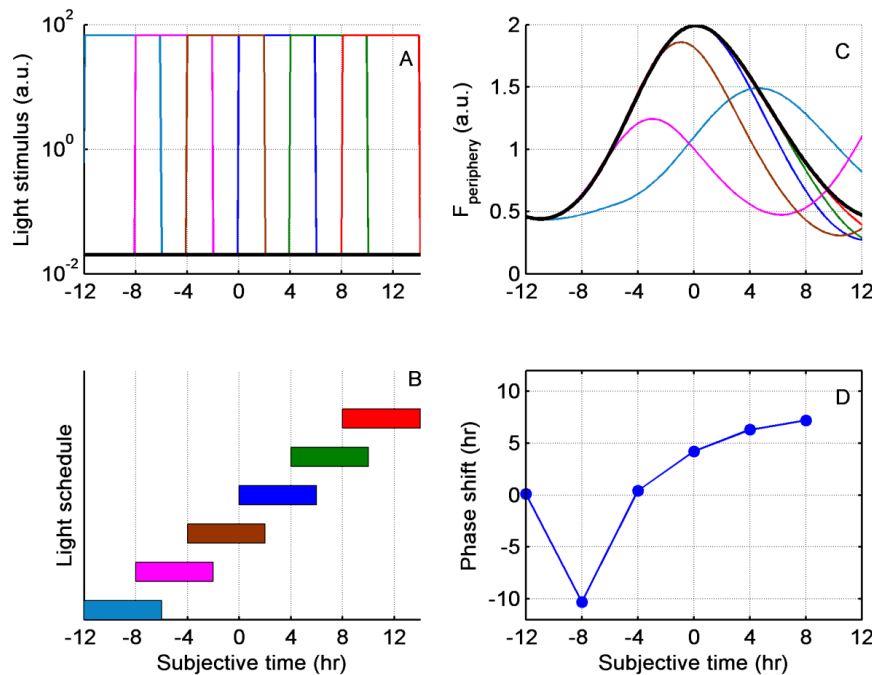 A
Light stimulus (a.u.)
10^2
10^0
10^-2
-12 -8 -4 0 4 8 12
C
F_periphery (a.u.)
2
1.5
1
0.5
0
-12 -8 -4 0 4 8 12
B
Light schedule
-12 -8 -4 0 4 8 12
Subjective time (hr)
D
Phase shift (hr)
10
5
0
-5
-10
-12 -8 -4 0 4 8 12
Subjective time (hr)